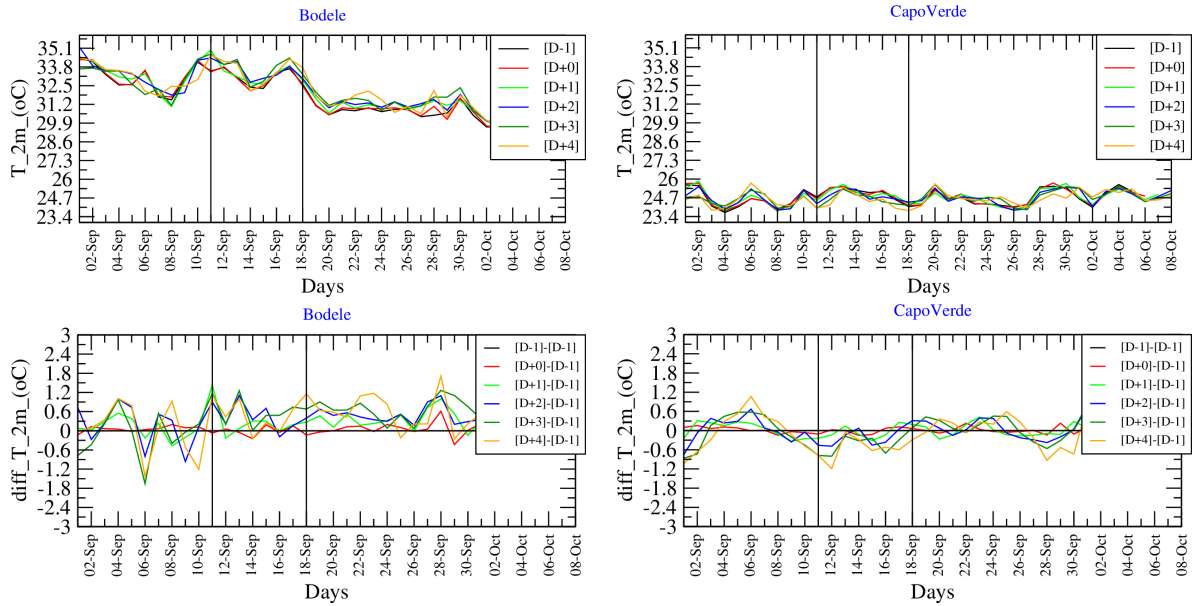 Bodele
T_2m_(oC)
35.1
33.8
32.5
31.2
29.9
28.6
27.3
26
24.7
23.4
[D-1]
[D+0]
[D+1]
[D+2]
[D+3]
[D+4]
02-Sep
04-Sep
06-Sep
08-Sep
10-Sep
12-Sep
14-Sep
16-Sep
18-Sep
20-Sep
22-Sep
24-Sep
26-Sep
28-Sep
30-Sep
02-Oct
04-Oct
06-Oct
08-Oct
Days
CapoVerde
T_2m_(oC)
35.1
33.8
32.5
31.2
29.9
28.6
27.3
26
24.7
23.4
[D-1]
[D+0]
[D+1]
[D+2]
[D+3]
[D+4]
02-Sep
04-Sep
06-Sep
08-Sep
10-Sep
12-Sep
14-Sep
16-Sep
18-Sep
20-Sep
22-Sep
24-Sep
26-Sep
28-Sep
30-Sep
02-Oct
04-Oct
06-Oct
08-Oct
Days
Bodele
diff_T_2m_(oC)
3
2.4
1.8
1.2
0.6
0
-0.6
-1.2
-1.8
-2.4
-3
[D-1]-[D-1]
[D+0]-[D-1]
[D+1]-[D-1]
[D+2]-[D-1]
[D+3]-[D-1]
[D+4]-[D-1]
02-Sep
04-Sep
06-Sep
08-Sep
10-Sep
12-Sep
14-Sep
16-Sep
18-Sep
20-Sep
22-Sep
24-Sep
26-Sep
28-Sep
30-Sep
02-Oct
04-Oct
06-Oct
08-Oct
Days
CapoVerde
diff_T_2m_(oC)
3
2.4
1.8
1.2
0.6
0
-0.6
-1.2
-1.8
-2.4
-3
[D-1]-[D-1]
[D+0]-[D-1]
[D+1]-[D-1]
[D+2]-[D-1]
[D+3]-[D-1]
[D+4]-[D-1]
02-Sep
04-Sep
06-Sep
08-Sep
10-Sep
12-Sep
14-Sep
16-Sep
18-Sep
20-Sep
22-Sep
24-Sep
26-Sep
28-Sep
30-Sep
02-Oct
04-Oct
06-Oct
08-Oct
Days